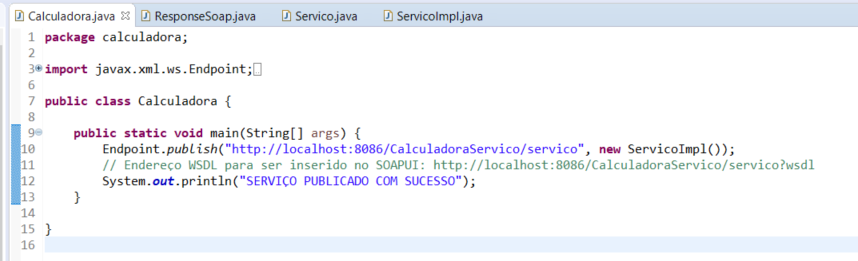 Calculadora.java ResponseSoap.java Servico.java ServicoImpl.java
1 package calculadora;
2
3 import javax.xml.ws.Endpoint;
6
7 public class Calculadora {
8
9 public static void main(String[] args) {
10 Endpoint.publish("http://localhost:8086/CalculadoraServico/servico", new ServicoImpl());
11 // Endereço WSDL para ser inserido no SOAPUI: http://localhost:8086/CalculadoraServico/servico?wsdl
12 System.out.println("SERVIÇO PUBLICADO COM SUCESSO");
13 }
14
15 }
16